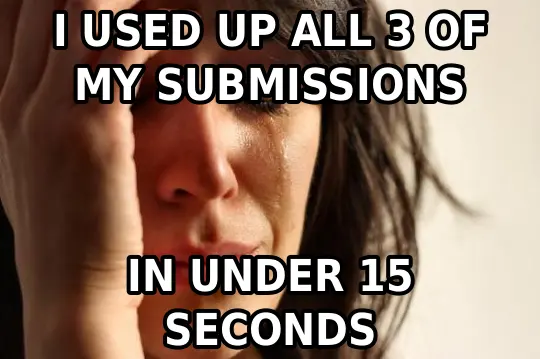 I USED UP ALL 3 OF
MY SUBMISSIONS
IN UNDER 15
SECONDS